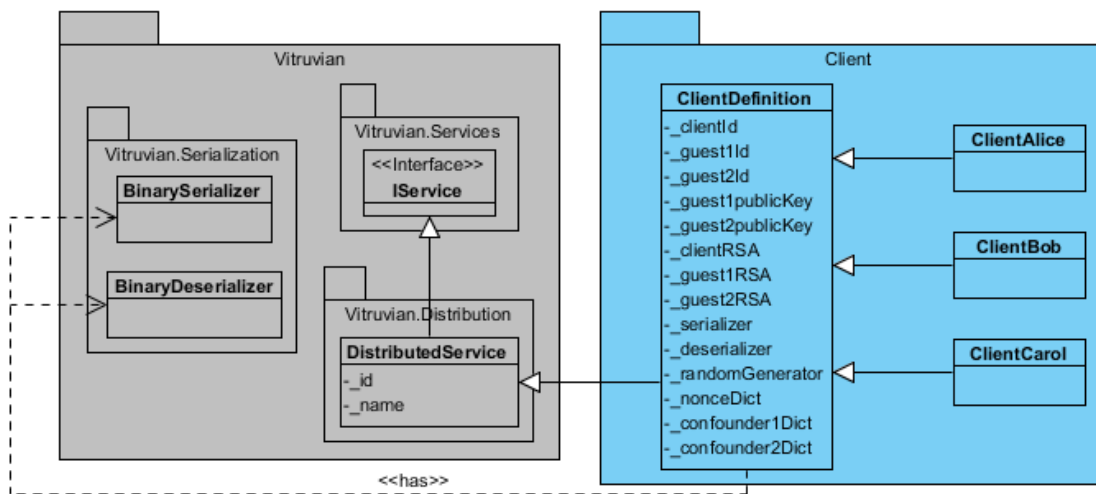 Vitruvian
Vitruvian.Serialization
BinarySerializer
BinaryDeserializer
Vitruvian.Services
<<Interface>>
IService
Vitruvian.Distribution
DistributedService
-_id
-_name
Client
ClientDefinition
-_clientId
-_guest1Id
-_guest2Id
-_guest1publicKey
-_guest2publicKey
-_clientRSA
-_guest1RSA
-_guest2RSA
-_serializer
-_deserializer
-_randomGenerator
-_nonceDict
-_confounder1Dict
-_confounder2Dict
ClientAlice
ClientBob
ClientCarol
<<has>>